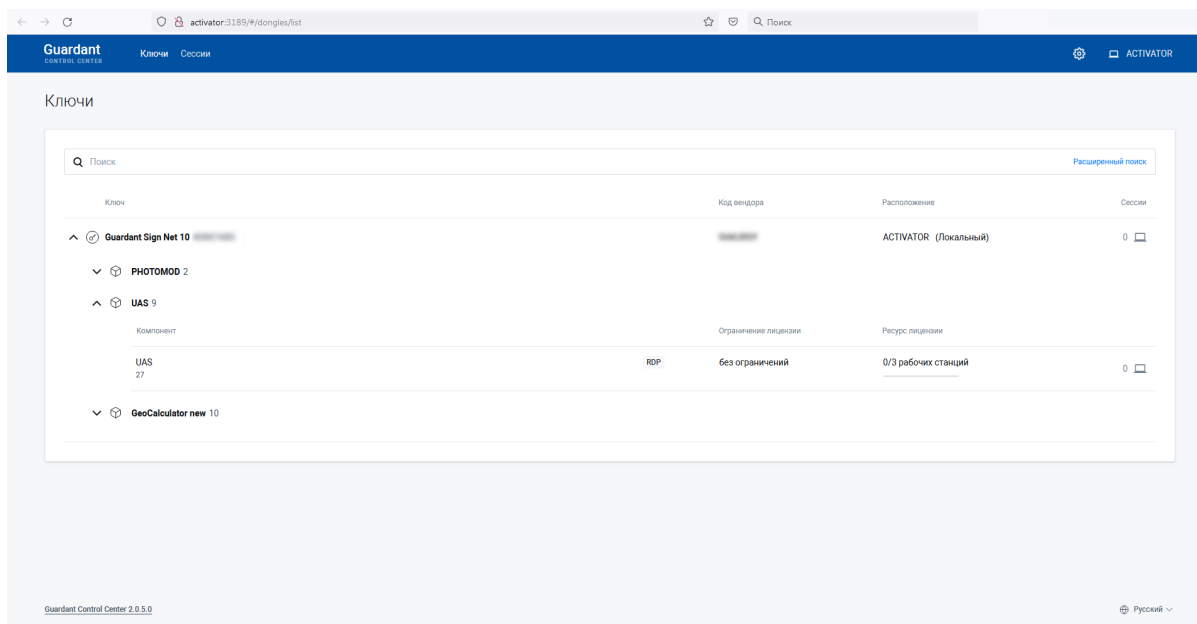 activator:3189/#/dongles/list
Поиск
Guardant
CONTROL CENTER
Ключи Сессии
ACTIVATOR
Ключи
Поиск
Расширенный поиск
Ключ Код вендора Расположение Сессии
Guardant Sign Net 10 ACTIVATOR (Локальный) 0
PHOTOMOD 2
UAS 9
Компонент Ограничение лицензии Ресурс лицензии
UAS RDP без ограничений 0/3 рабочих станций 0
27
GeoCalculator new 10
Guardant Control Center 2.0.5.0 Русский